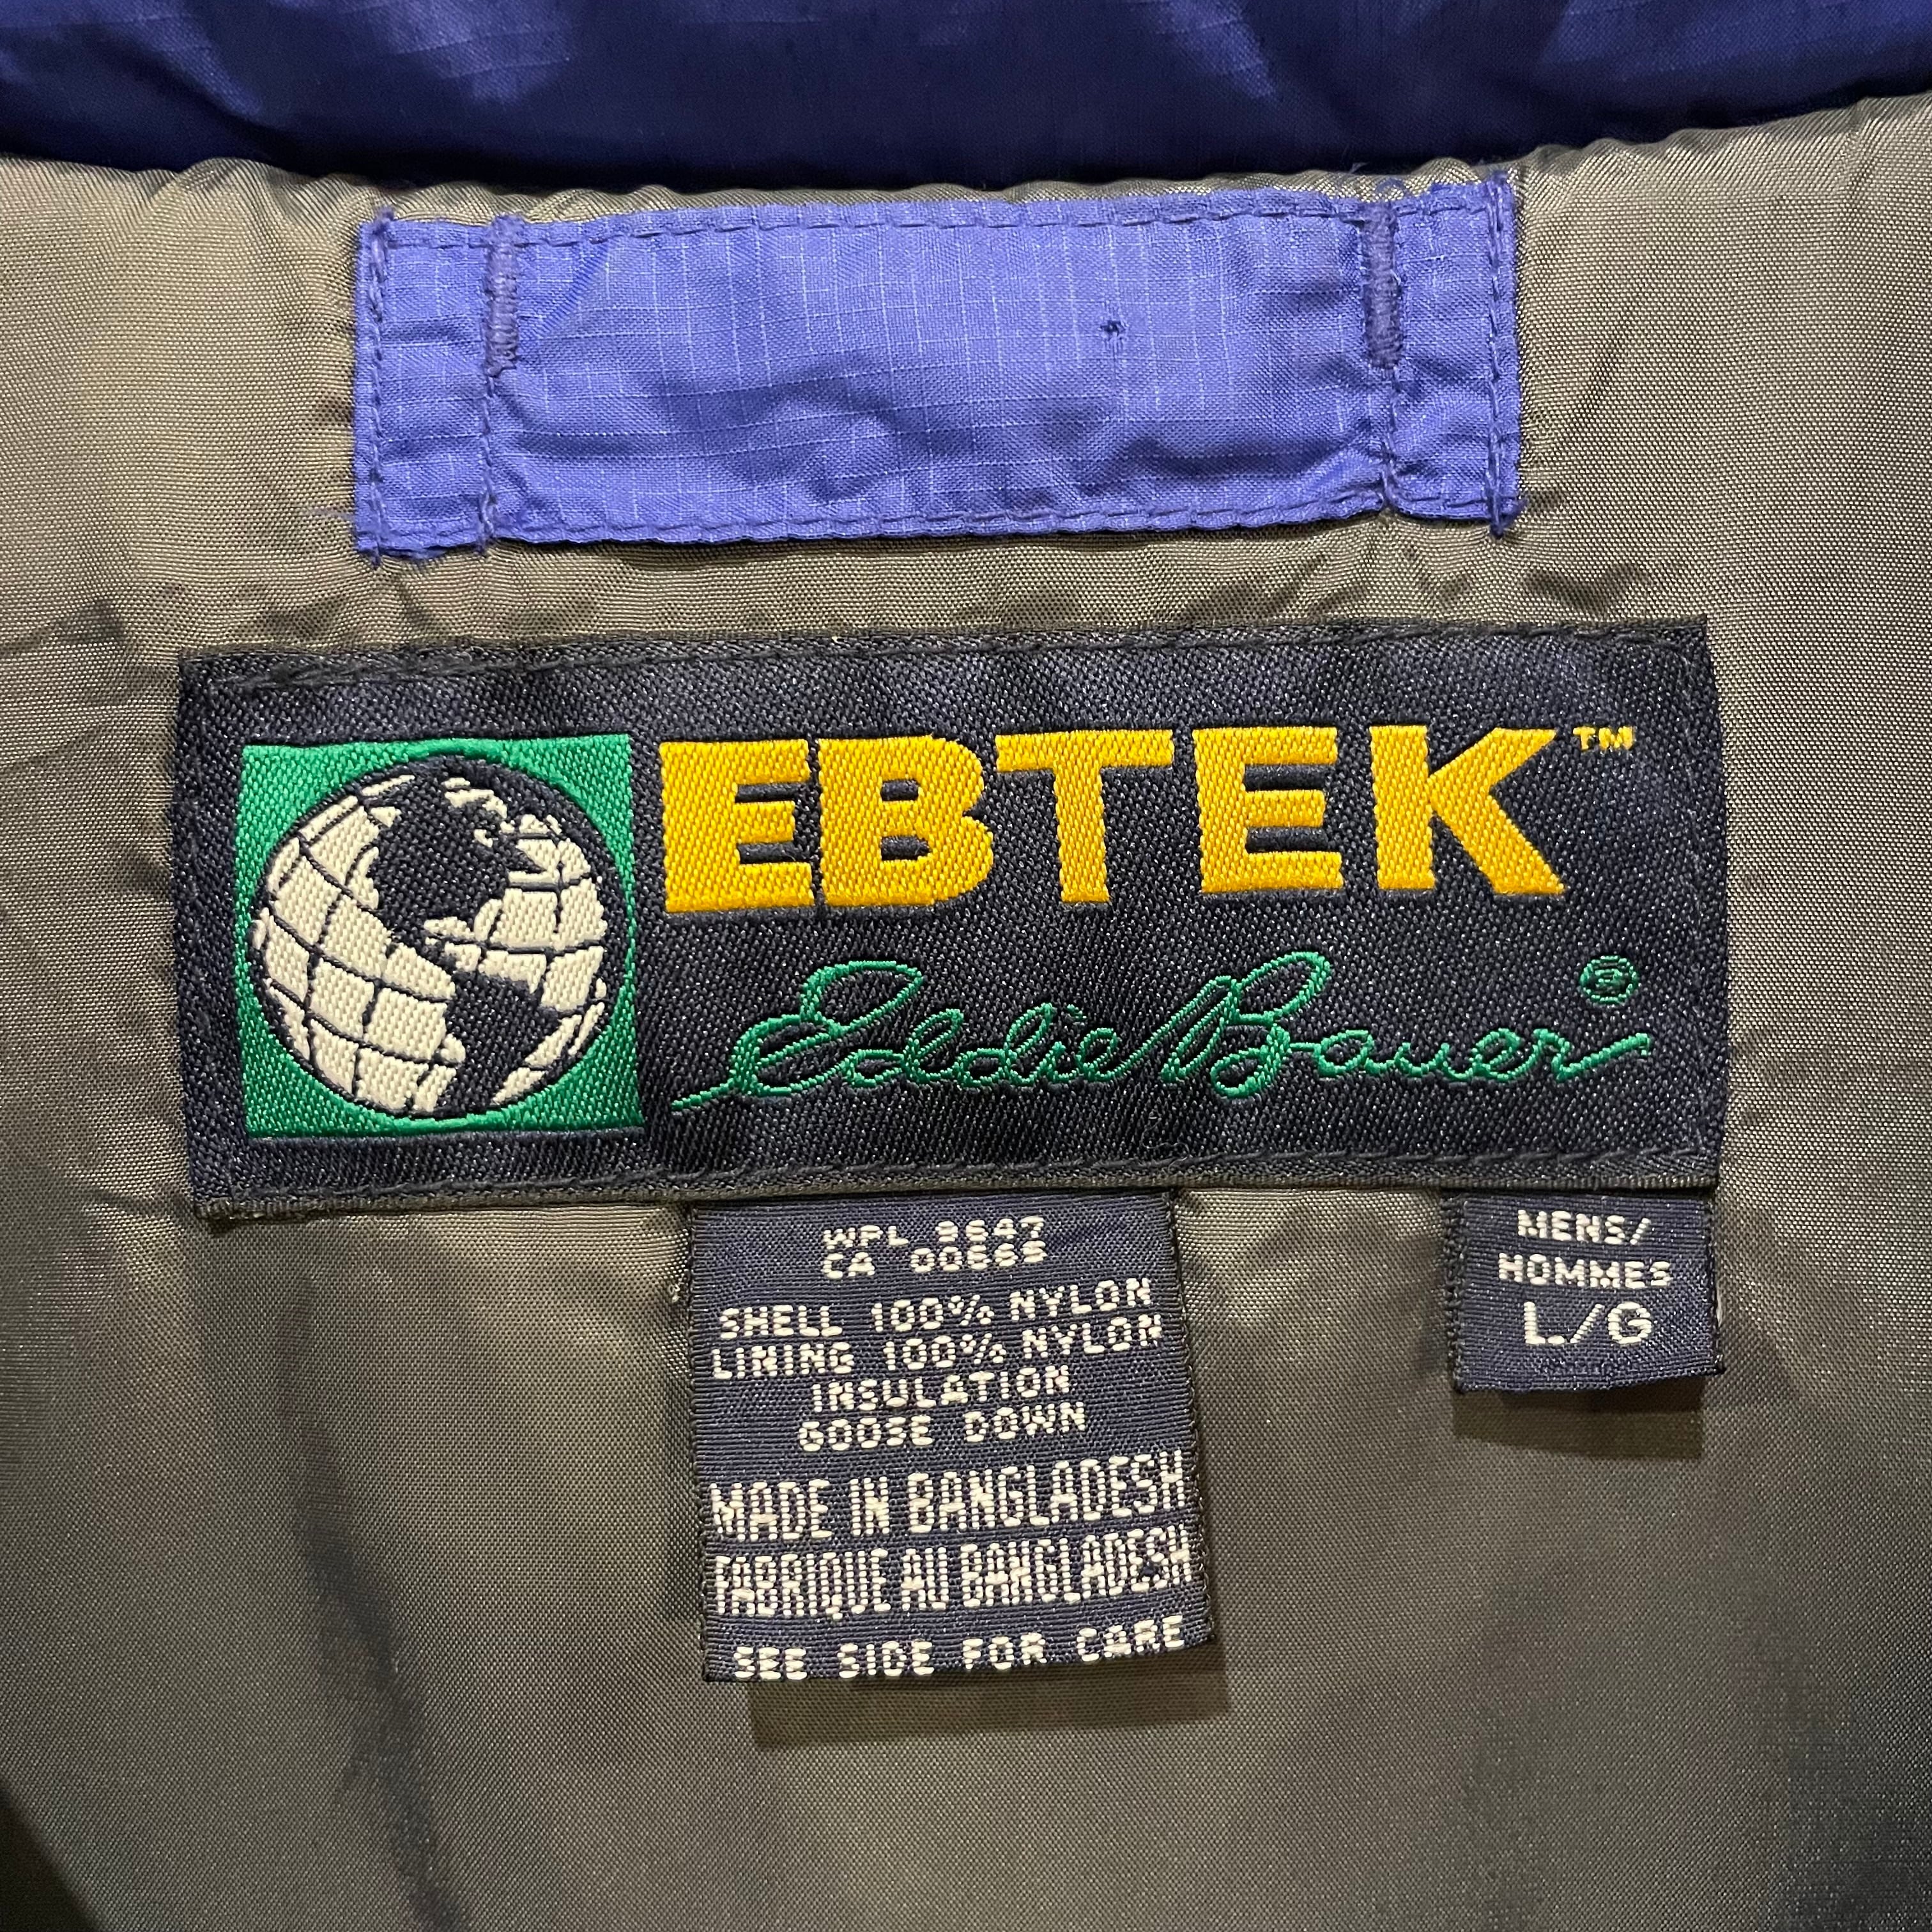 EBTEK™
Eddie Bauer®
WPL 9647
CA 00665
SHELL 100% NYLON
LINING 100% NYLON
INSULATION
GOOSE DOWN
MADE IN BANGLADESH
FABRIQUE AU BANGLADESH
SEE SIDE FOR CARE
MENS/
HOMMES
L/G